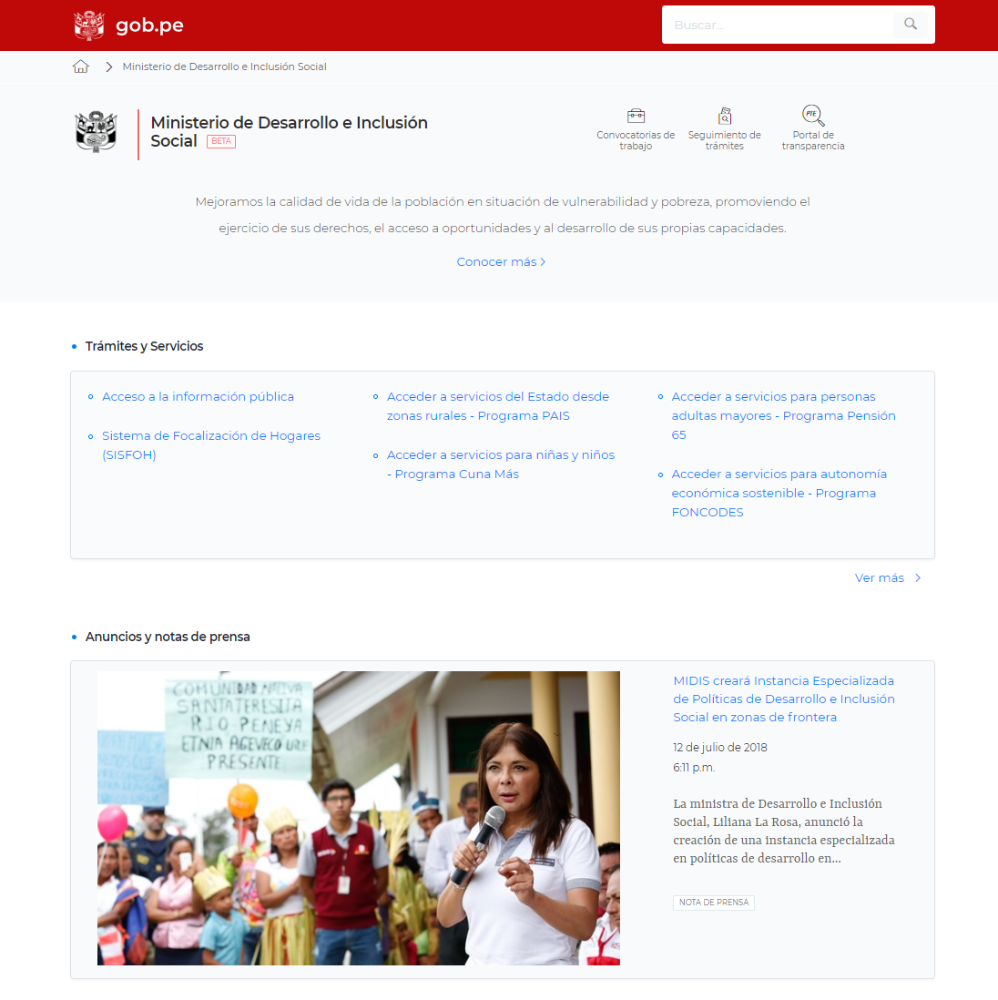 gob.pe
Buscar...
Ministerio de Desarrollo e Inclusión Social
Ministerio de Desarrollo e Inclusión
Social BETA
Convocatorias de
trabajo
Seguimiento de
trámites
PTE
Portal de
transparencia
Mejoramos la calidad de vida de la población en situación de vulnerabilidad y pobreza, promoviendo el
ejercicio de sus derechos, el acceso a oportunidades y al desarrollo de sus propias capacidades.
Conocer más
Trámites y Servicios
Acceso a la información pública
Sistema de Focalización de Hogares
(SISFOH)
Acceder a servicios del Estado desde
zonas rurales - Programa PAIS
Acceder a servicios para niñas y niños
- Programa Cuna Más
Acceder a servicios para personas
adultas mayores - Programa Pensión
65
Acceder a servicios para autonomía
económica sostenible - Programa
FONCODES
Ver más
Anuncios y notas de prensa
COMUNIDAD NATIVA
SANTA TERESITA
RIO-PENEYA
ETNIA
PRESENTE
MIDIS creará Instancia Especializada
de Políticas de Desarrollo e Inclusión
Social en zonas de frontera
12 de julio de 2018
6:11 p.m.
La ministra de Desarrollo e Inclusión
Social, Liliana La Rosa, anunció la
creación de una instancia especializada
en políticas de desarrollo en...
NOTA DE PRENSA